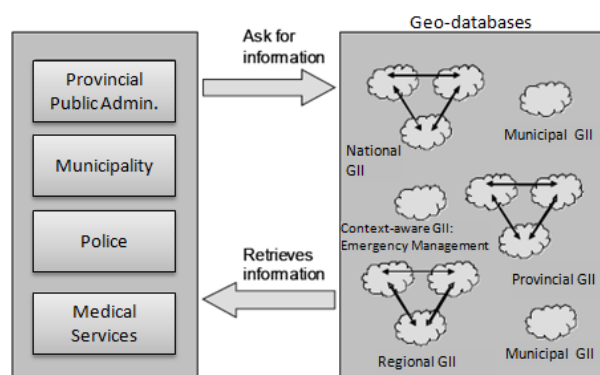 Geo-databases
Ask for
information
Provincial
Public Admin.
Municipality
Police
Medical
Services
Retrieves
information
National
GII
Municipal GII
Context-aware GII:
Emergency Management
Provincial GII
Regional GII
Municipal GII